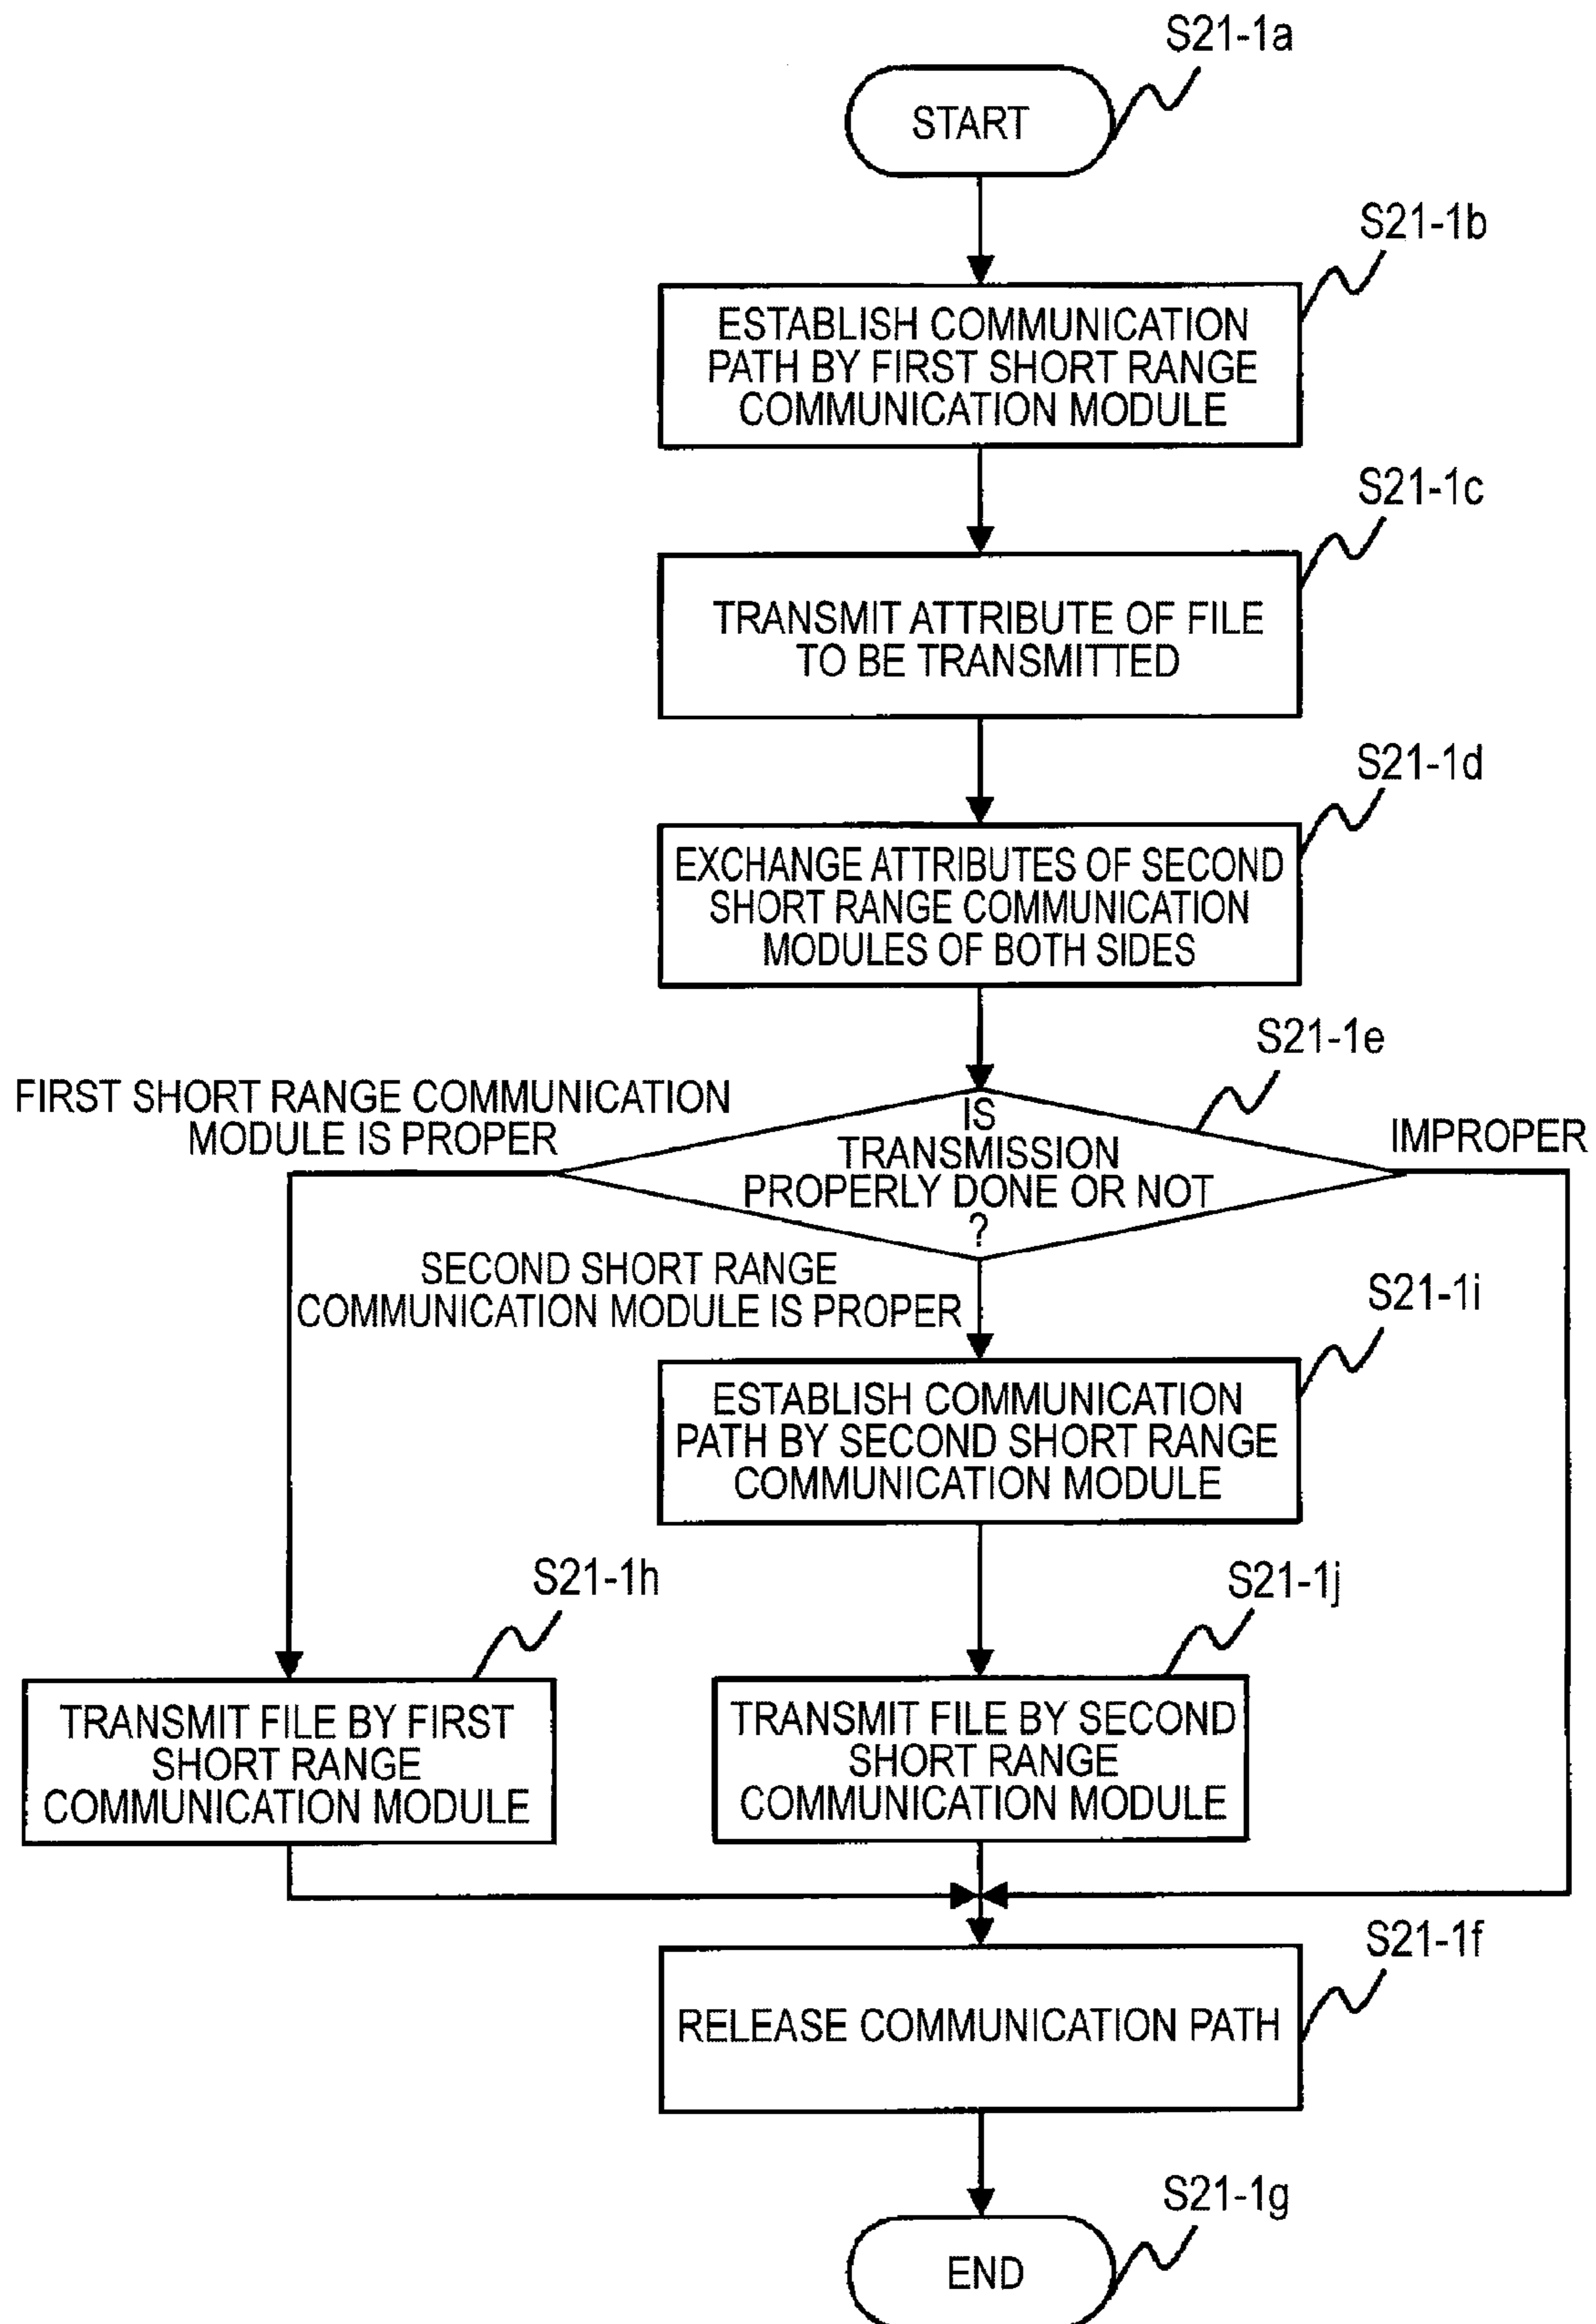 S21-1a
START
S21-1b
ESTABLISH COMMUNICATION
PATH BY FIRST SHORT RANGE
COMMUNICATION MODULE
S21-1c
TRANSMIT ATTRIBUTE OF FILE
TO BE TRANSMITTED
S21-1d
EXCHANGE ATTRIBUTES OF SECOND
SHORT RANGE COMMUNICATION
MODULES OF BOTH SIDES
S21-1e
FIRST SHORT RANGE COMMUNICATION
MODULE IS PROPER
IS
TRANSMISSION
PROPERLY DONE OR NOT
?
IMPROPER
SECOND SHORT RANGE
COMMUNICATION MODULE IS PROPER
S21-1i
ESTABLISH COMMUNICATION
PATH BY SECOND SHORT RANGE
COMMUNICATION MODULE
S21-1h
TRANSMIT FILE BY FIRST
SHORT RANGE
COMMUNICATION MODULE
S21-1j
TRANSMIT FILE BY SECOND
SHORT RANGE
COMMUNICATION MODULE
S21-1f
RELEASE COMMUNICATION PATH
S21-1g
END